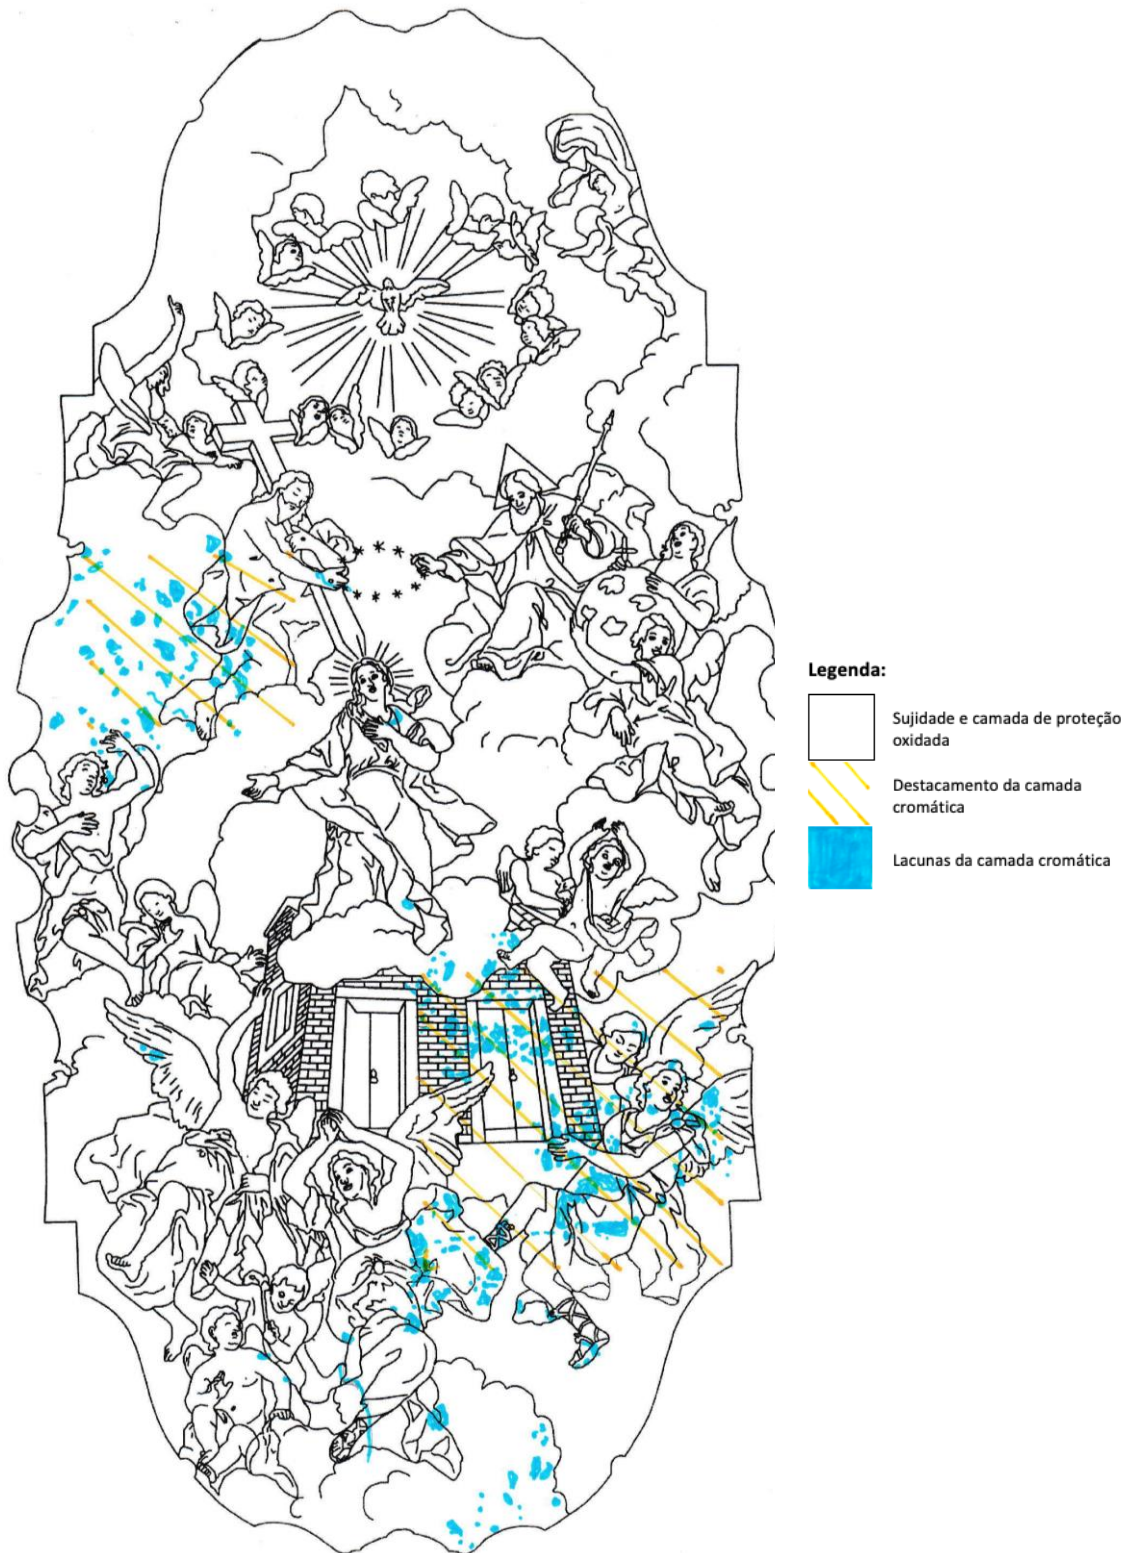 Legenda:
Sujidade e camada de proteção
oxidada
Destacamento da camada
cromática
Lacunas da camada cromática